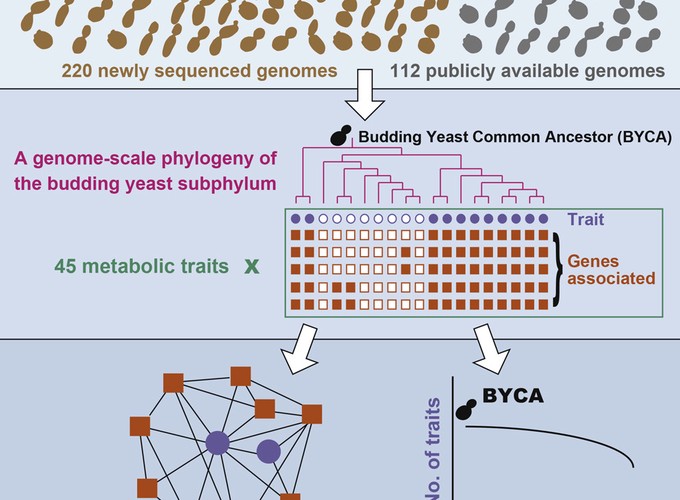 220 newly sequenced genomes
112 publicly available genomes
Budding Yeast Common Ancestor (BYCA)
A genome-scale phylogeny of
the budding yeast subphylum
Trait
45 metabolic traits x
Genes
associated
BYCA
No. of traits